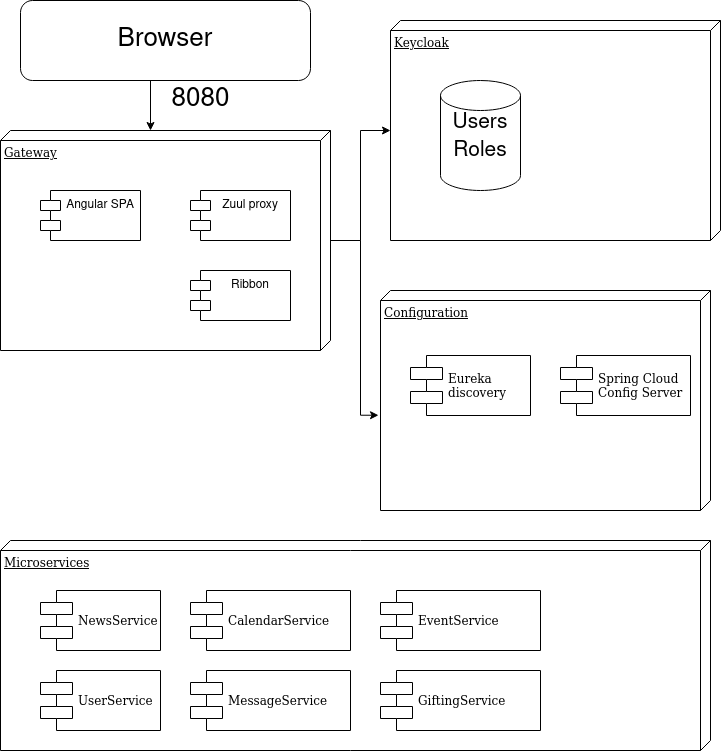 Browser
8080
Keycloak
Users
Roles
Gateway
Angular SPA
Zuul proxy
Ribbon
Configuration
Eureka
discovery
Spring Cloud
Config Server
Microservices
NewsService
CalendarService
EventService
UserService
MessageService
GiftingService